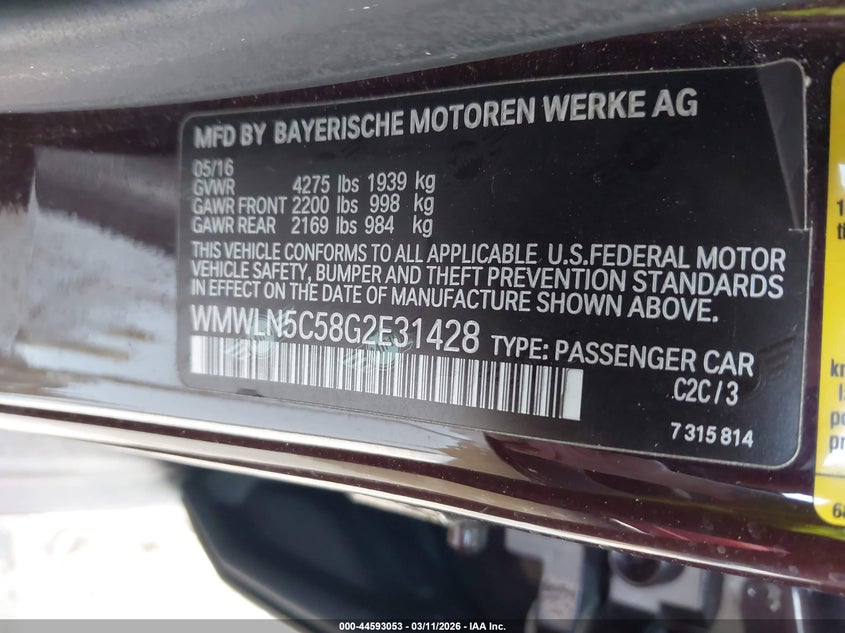 MFD BY BAYERISCHE MOTOREN WERKE AG
05/16
GVWR 4275 lbs 1939 kg
GAWR FRONT 2200 lbs 998 kg
GAWR REAR 2169 lbs 984 kg
THIS VEHICLE CONFORMS TO ALL APPLICABLE U.S.FEDERAL MOTOR
VEHICLE SAFETY, BUMPER AND THEFT PREVENTION STANDARDS
IN EFFECT ON THE DATE OF MANUFACTURE SHOWN ABOVE.
WMWLN5C58G2E31428 TYPE: PASSENGER CAR
C2C/3
7315814
000-44593053 - 03/11/2026 - IAA Inc.